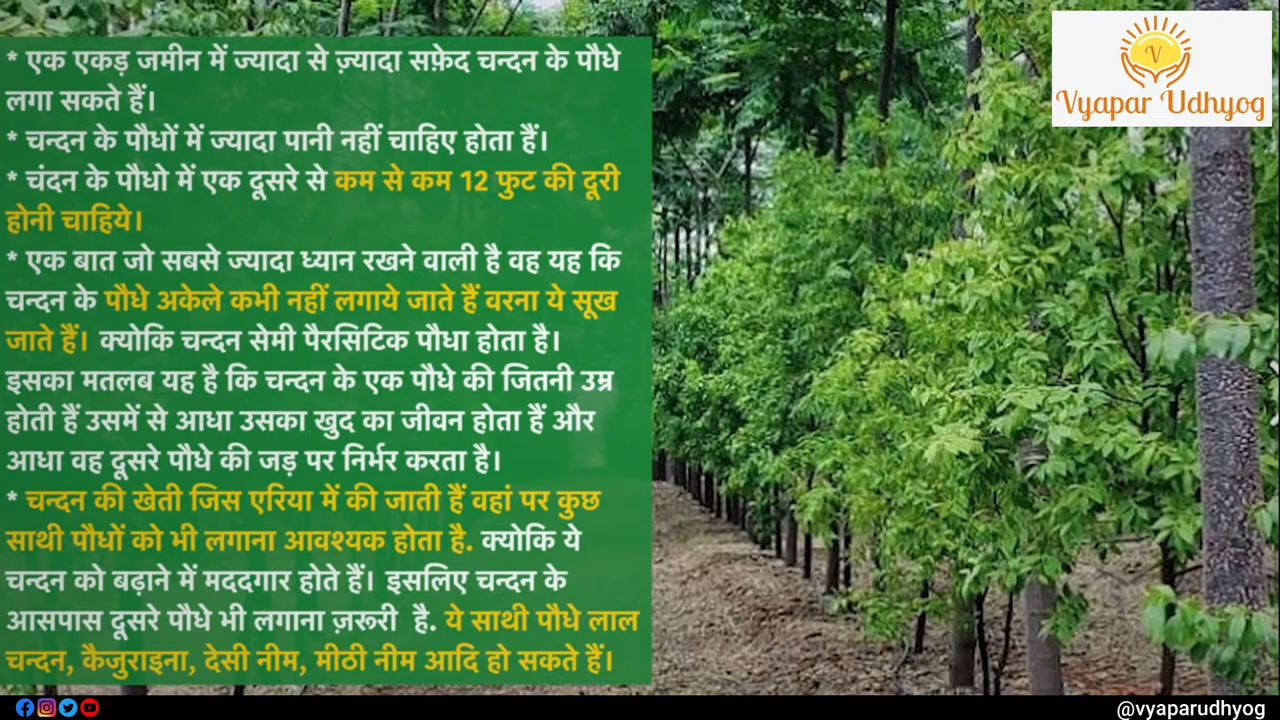 * एक एकड़ जमीन में ज्यादा से ज़्यादा सफ़ेद चन्दन के पौधे
लगा सकते हैं।
* चन्दन के पौधों में ज्यादा पानी नहीं चाहिए होता हैं।
* चंदन के पौधो में एक दूसरे से कम से कम 12 फुट की दूरी
होनी चाहिये।
* एक बात जो सबसे ज्यादा ध्यान रखने वाली है वह यह कि
चन्दन के पौधे अकेले कभी नहीं लगाये जाते हैं वरना ये सूख
जाते हैं। क्योकि चन्दन सेमी पैरसिटिक पौधा होता है।
इसका मतलब यह है कि चन्दन के एक पौधे की जितनी उम्र
होती हैं उसमें से आधा उसका खुद का जीवन होता हैं और
आधा वह दूसरे पौधे की जड़ पर निर्भर करता है।
* चन्दन की खेती जिस एरिया में की जाती हैं वहां पर कुछ
साथी पौधों को भी लगाना आवश्यक होता है. क्योकि ये
चन्दन को बढ़ाने में मददगार होते हैं। इसलिए चन्दन के
आसपास दूसरे पौधे भी लगाना ज़रूरी है. ये साथी पौधे लाल
चन्दन, कैजुराइना, देसी नीम, मीठी नीम आदि हो सकते हैं।
V
Vyapar Udhyog
@vyaparudhyog